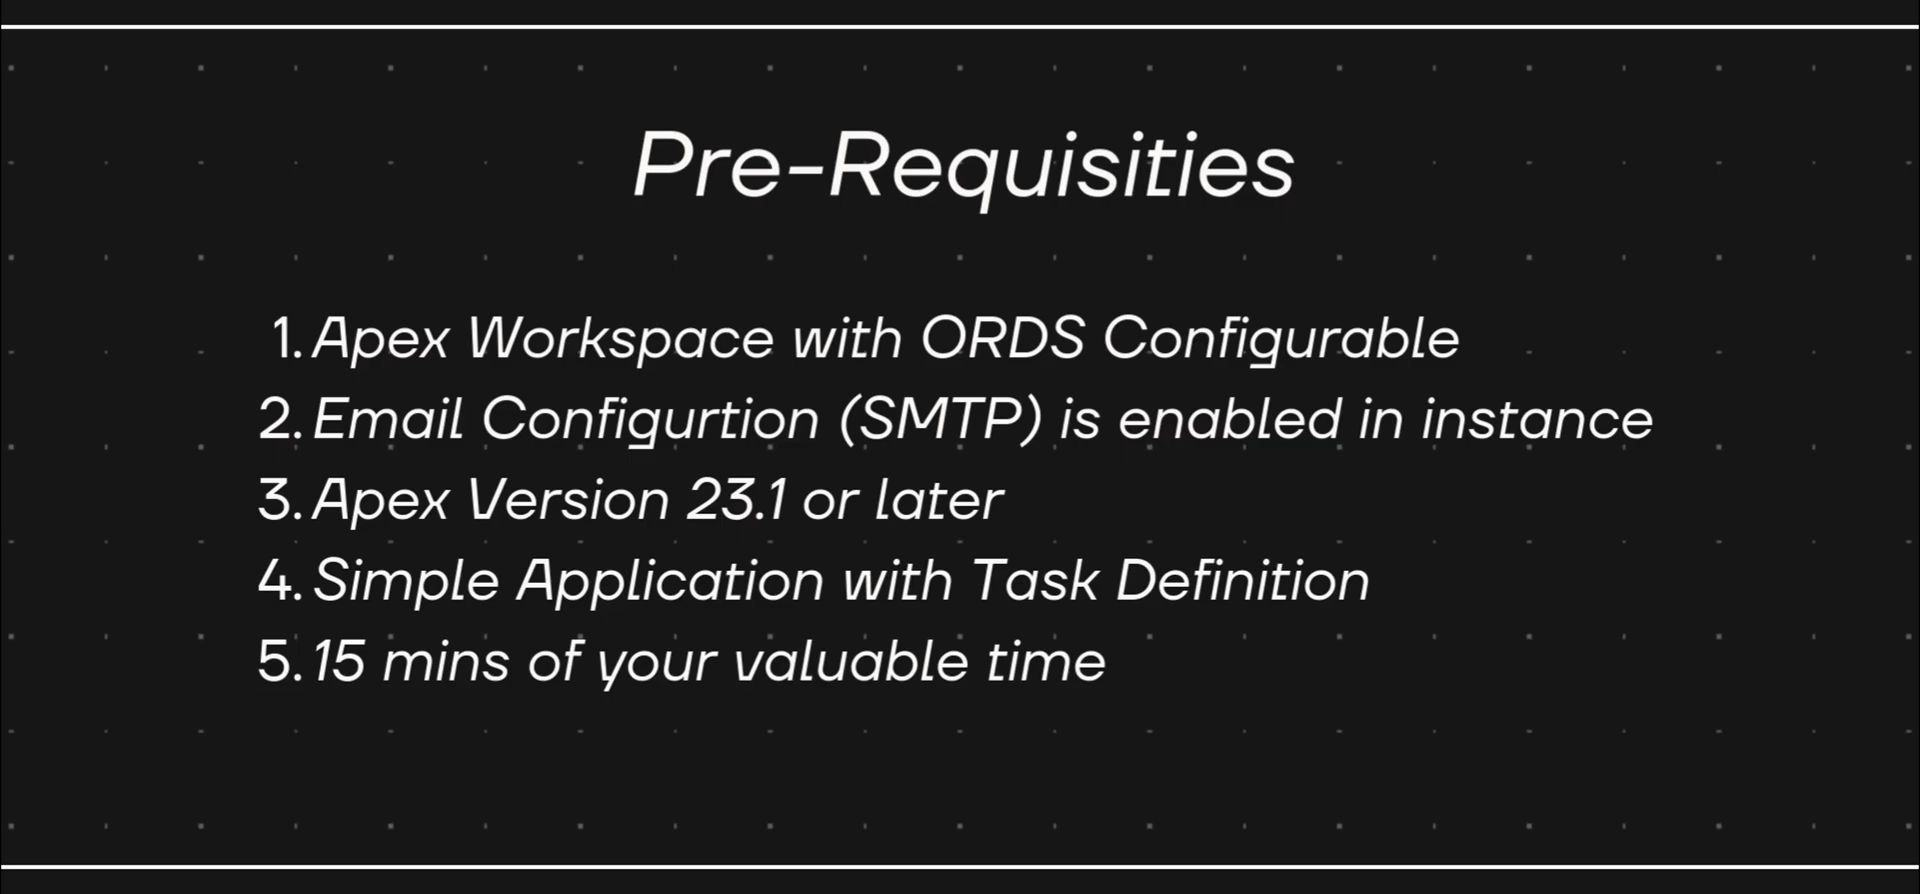 Pre-Requisities
1. Apex Workspace with ORDS Configurable
2. Email Configurtion (SMTP) is enabled in instance
3. Apex Version 23.1 or later
4. Simple Application with Task Definition
5. 15 mins of your valuable time